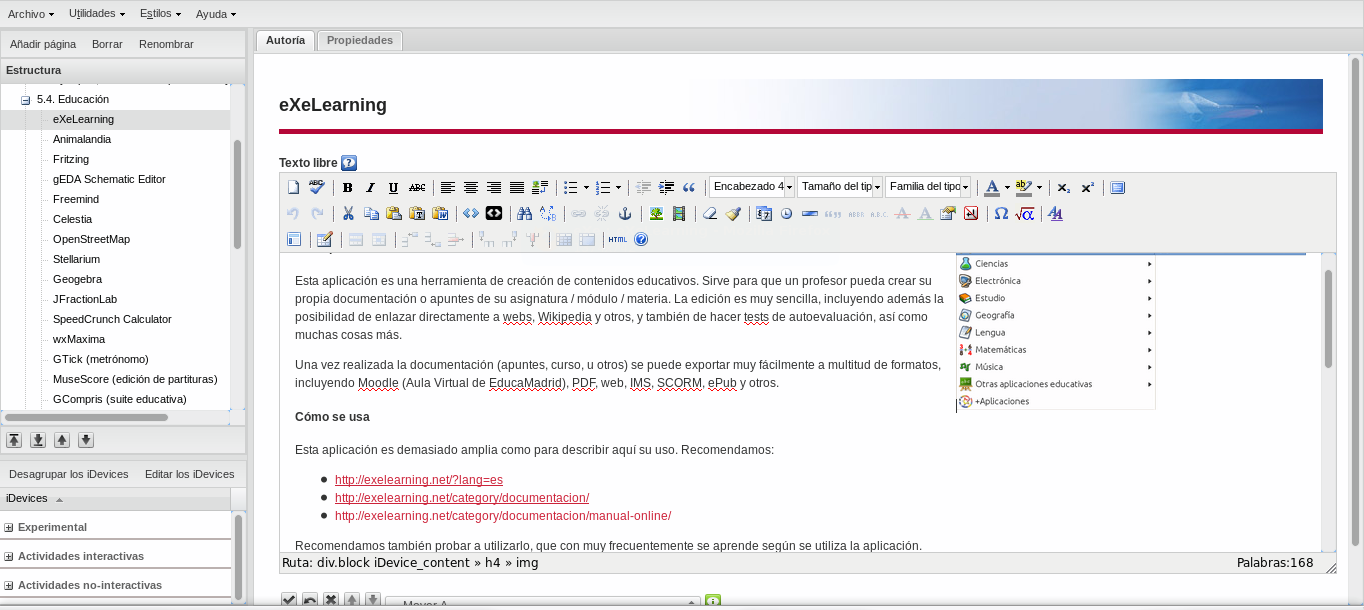 Archivo Utilidades Estilos Ayuda
Añadir página Borrar Renombrar
Estructura
5.4. Educación
eXeLearning
Animalandia
Fritzing
gEDA Schematic Editor
Freemind
Celestia
OpenStreetMap
Stellarium
Geogebra
JFractionLab
SpeedCrunch Calculator
wxMaxima
GTick (metrónomo)
MuseScore (edición de partituras)
GCompris (suite educativa)
Desagrupar los iDevices Editar los iDevices
iDevices
Experimental
Actividades interactivas
Actividades no-interactivas
Autoría Propiedades
eXeLearning
Texto libre
Encabezado 4 Tamaño del tip Familia del tipo
HTML
Esta aplicación es una herramienta de creación de contenidos educativos. Sirve para que un profesor pueda crear su
propia documentación o apuntes de su asignatura / módulo / materia. La edición es muy sencilla, incluyendo además la
posibilidad de enlazar directamente a webs, Wikipedia y otros, y también de hacer tests de autoevaluación, así como
muchas cosas más.
Una vez realizada la documentación (apuntes, curso, u otros) se puede exportar muy fácilmente a multitud de formatos,
incluyendo Moodle (Aula Virtual de EducaMadrid), PDF, web, IMS, SCORM, ePub y otros.
Cómo se usa
Esta aplicación es demasiado amplia como para describir aquí su uso. Recomendamos:
http://exelearning.net/?lang=es
http://exelearning.net/category/documentacion/
http://exelearning.net/category/documentacion/manual-online/
Recomendamos también probar a utilizarlo, que con muy frecuentemente se aprende según se utiliza la aplicación.
Ciencias
Electrónica
Estudio
Geografía
Lengua
Matemáticas
Música
Otras aplicaciones educativas
+Aplicaciones
Ruta: div.block iDevice_content » h4 » img Palabras:168
Mover A